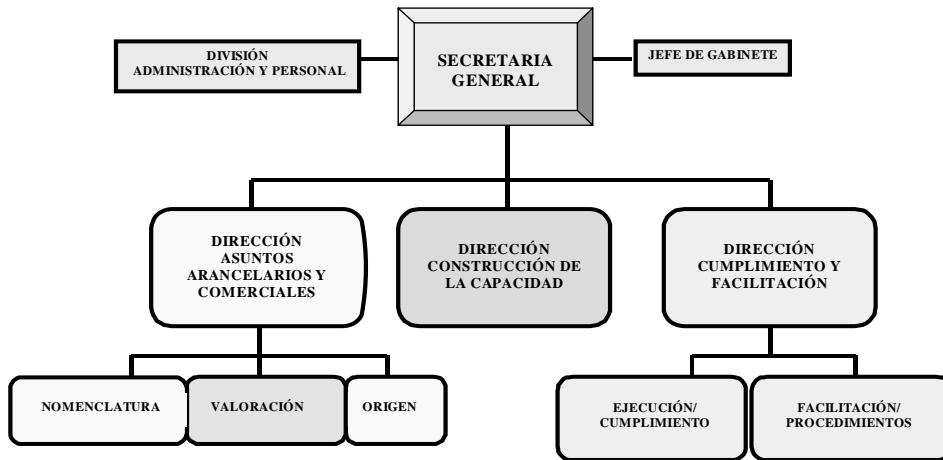 DIVISIÓN
ADMINISTRACIÓN Y PERSONAL
SECRETARIA
GENERAL
JEFE DE GABINETE
DIRECCIÓN
ASUNTOS
ARANCELARIOS Y
COMERCIALES
DIRECCIÓN
CONSTRUCCIÓN DE
LA CAPACIDAD
DIRECCIÓN
CUMPLIMIENTO Y
FACILITACIÓN
NOMENCLATURA
VALORACIÓN
ORIGEN
EJECUCIÓN/
CUMPLIMIENTO
FACILITACIÓN/
PROCEDIMIENTOS